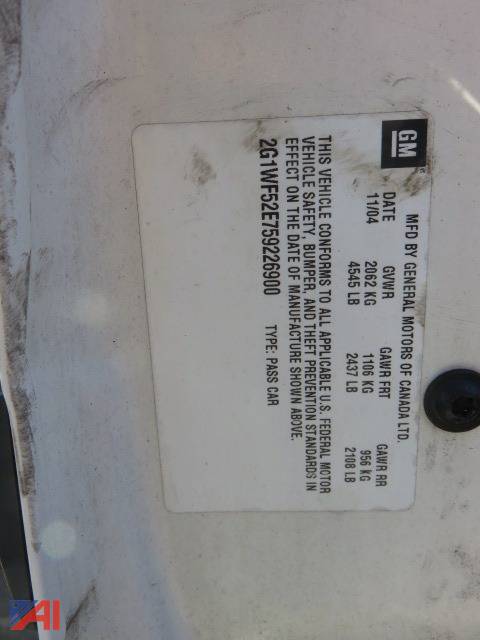 GM
MFD BY GENERAL MOTORS OF CANADA LTD.
DATE GVWR GAWR FRT GAWR RR
11/04 2062 KG 1106 KG 956 KG
4545 LB 2437 LB 2108 LB
THIS VEHICLE CONFORMS TO ALL APPLICABLE U.S. FEDERAL MOTOR
VEHICLE SAFETY, BUMPER, AND THEFT PREVENTION STANDARDS IN
EFFECT ON THE DATE OF MANUFACTURE SHOWN ABOVE.
2G1WF52E759226900 TYPE: PASS CAR
AI